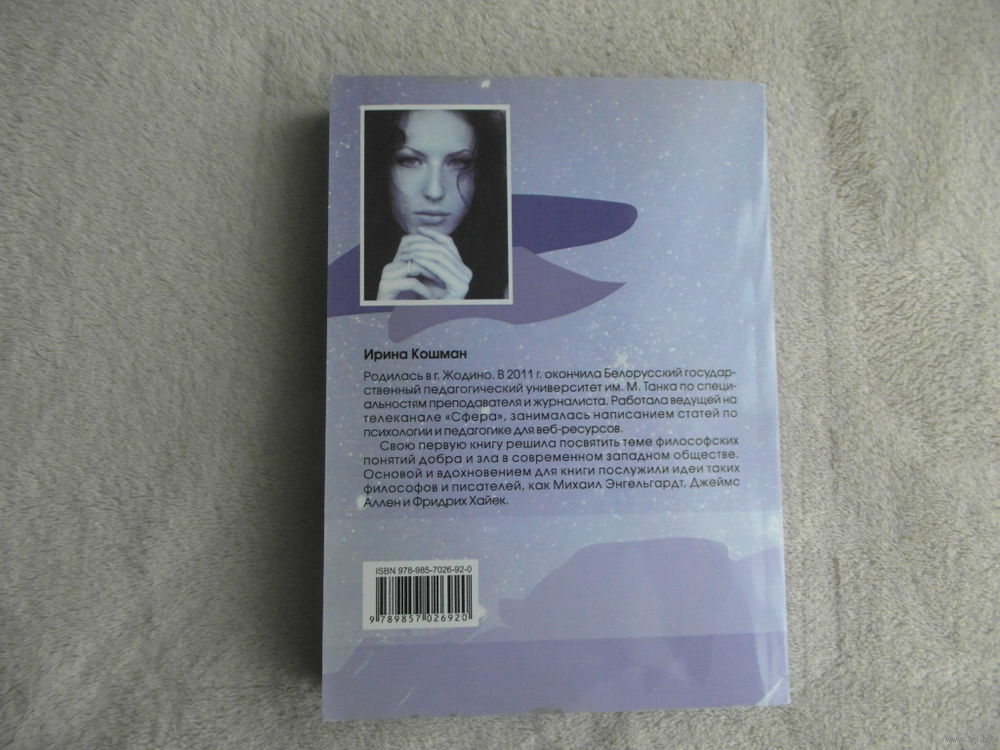 Ирина Кошман
Родилась в г. Жодино. В 2011 г. окончила Белорусский государ-
ственный педагогический университет им. М. Танка по специ-
альностям преподавателя и журналиста. Работала ведущей на
телеканале «Сфера», занималась написанием статей по
психологии и педагогике для веб-ресурсов.
Свою первую книгу решила посвятить теме философских
понятий добра и зла в современном западном обществе.
Основой и вдохновением для книги послужили идеи таких
философов и писателей, как Михаил Энгельгардт, Джеймс
Аллен и Фридрих Хайек.
ISBN 978-985-7026-92-0
9 789857 026920